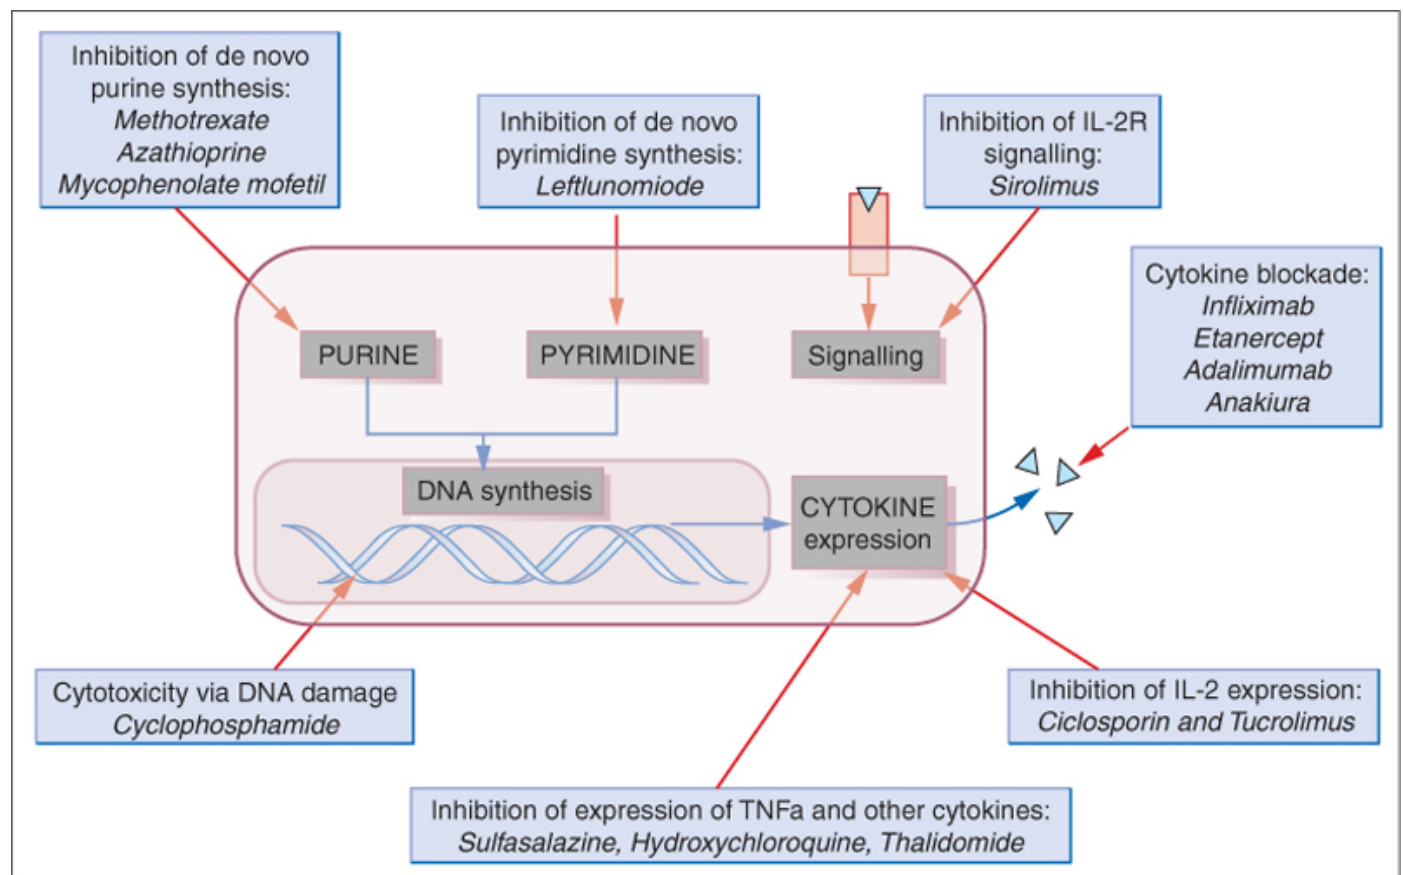 Inhibition of de novo
purine synthesis:
Methotrexate
Azathioprine
Mycophenolate mofetil
Inhibition of de novo
pyrimidine synthesis:
Leftlunomiode
Inhibition of IL-2R
signalling:
Sirolimus
Cytokine blockade:
Infliximab
Etanercept
Adalimumab
Anakiura
PURINE
PYRIMIDINE
Signalling
DNA synthesis
CYTOKINE
expression
Cytotoxicity via DNA damage
Cyclophosphamide
Inhibition of IL-2 expression:
Ciclosporin and Tucrolimus
Inhibition of expression of TNFa and other cytokines:
Sulfasalazine, Hydroxychloroquine, Thalidomide